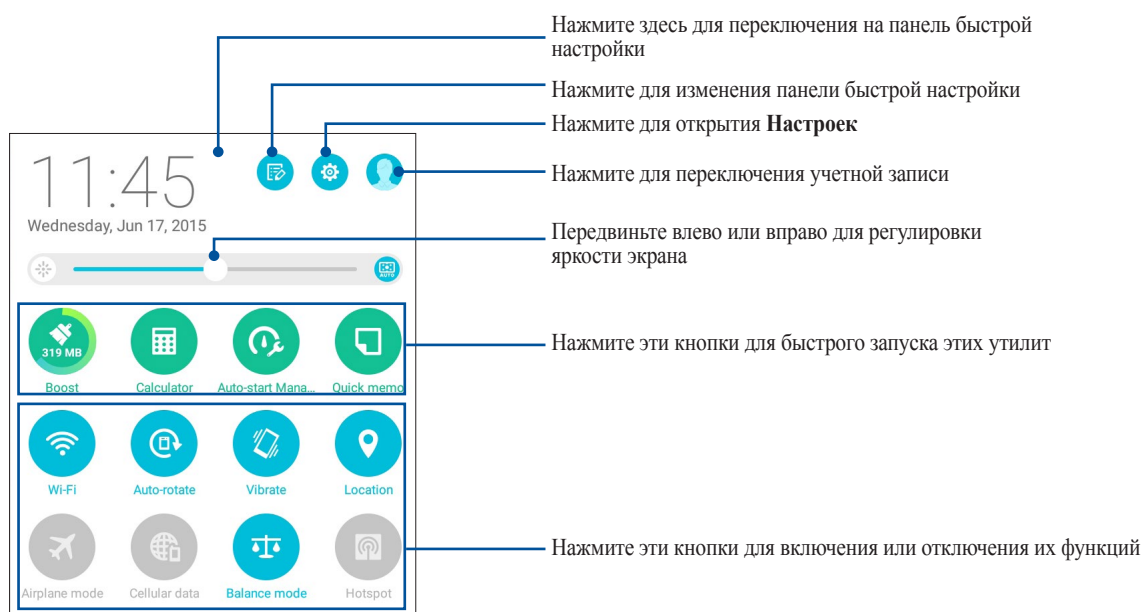 Нажмите здесь для переключения на панель быстрой
настройки
Нажмите для изменения панели быстрой настройки
Нажмите для открытия Настроек
Нажмите для переключения учетной записи
Передвиньте влево или вправо для регулировки
яркости экрана
Нажмите эти кнопки для быстрого запуска этих утилит
Нажмите эти кнопки для включения или отключения их функций
11:45
Wednesday, Jun 17, 2015
AUTO
319 MB
Boost Calculator Auto-start Mana... Quick memo
Wi-Fi Auto-rotate Vibrate Location
Airplane mode Cellular data Balance mode Hotspot